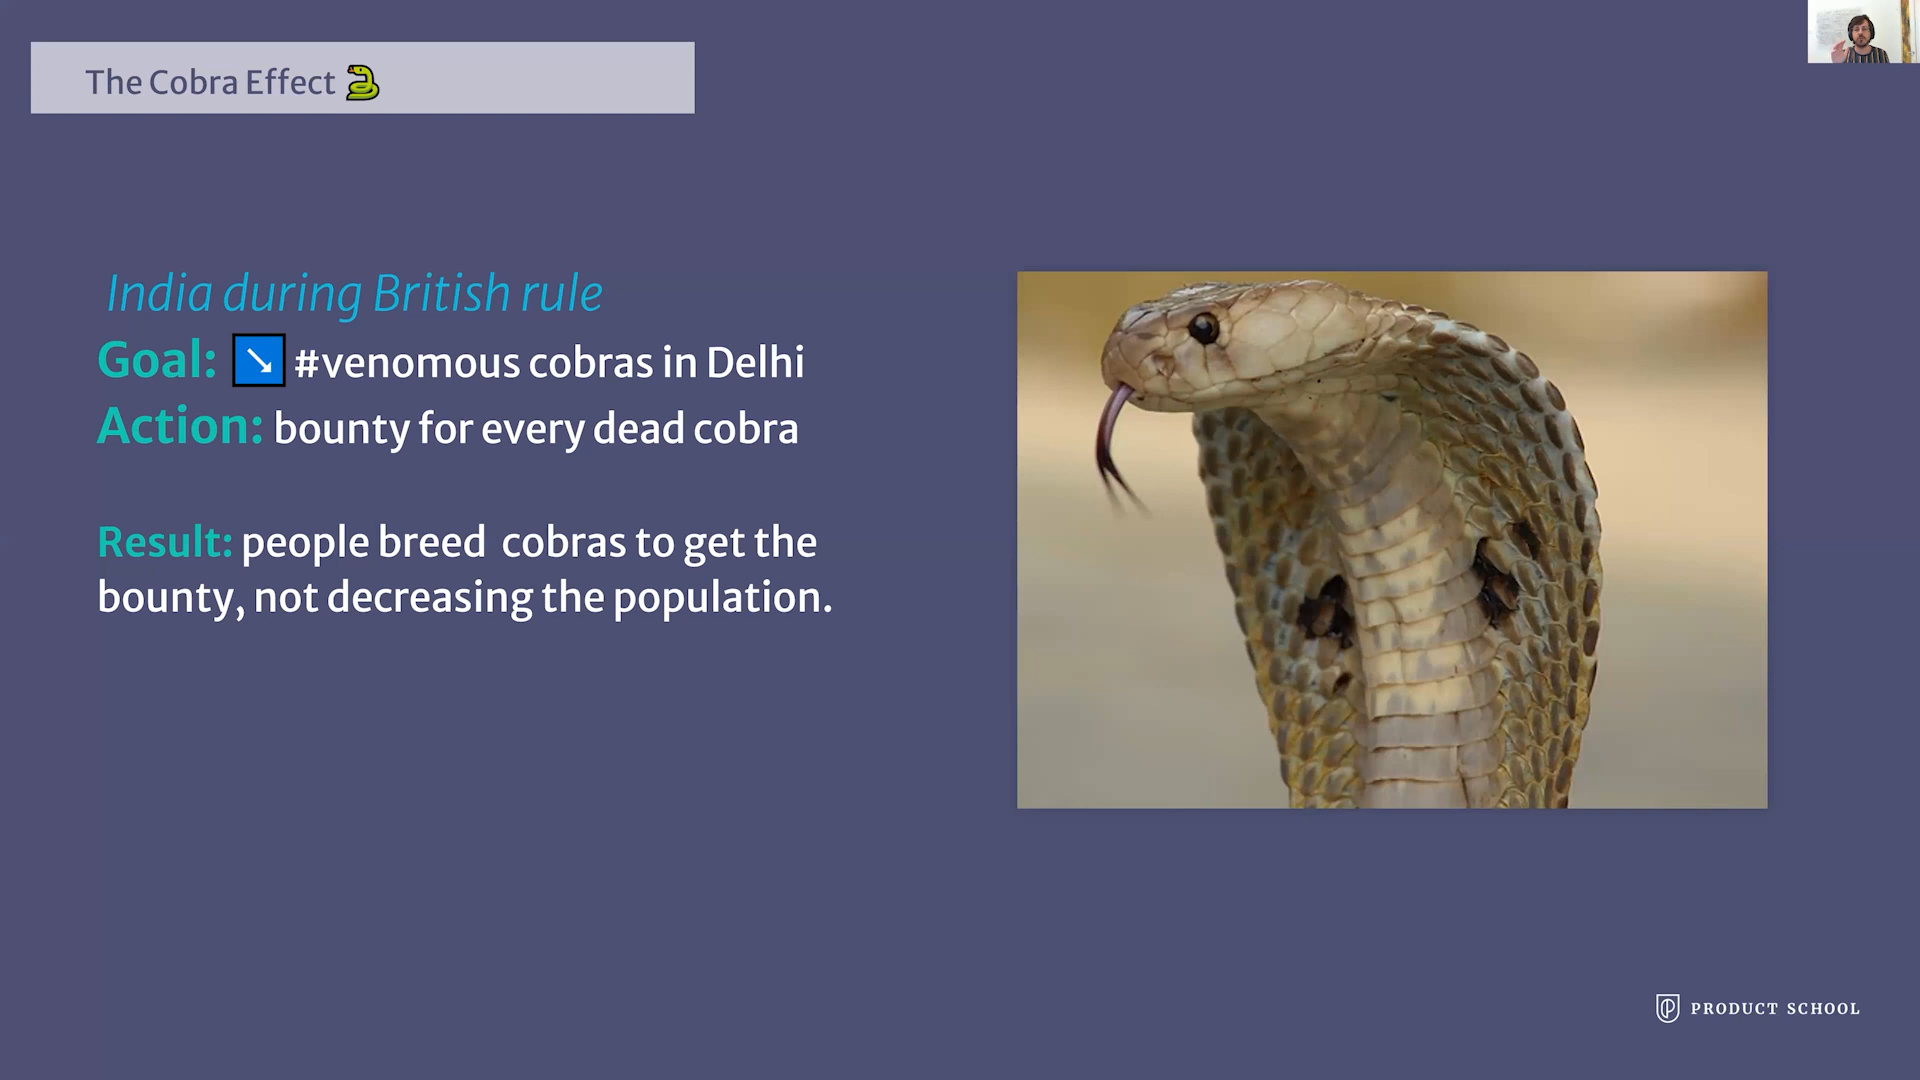 The Cobra Effect 🐍
India during British rule
Goal: ↘ #venomous cobras in Delhi
Action: bounty for every dead cobra
Result: people breed  cobras to get the
bounty, not decreasing the population.
PRODUCT SCHOOL